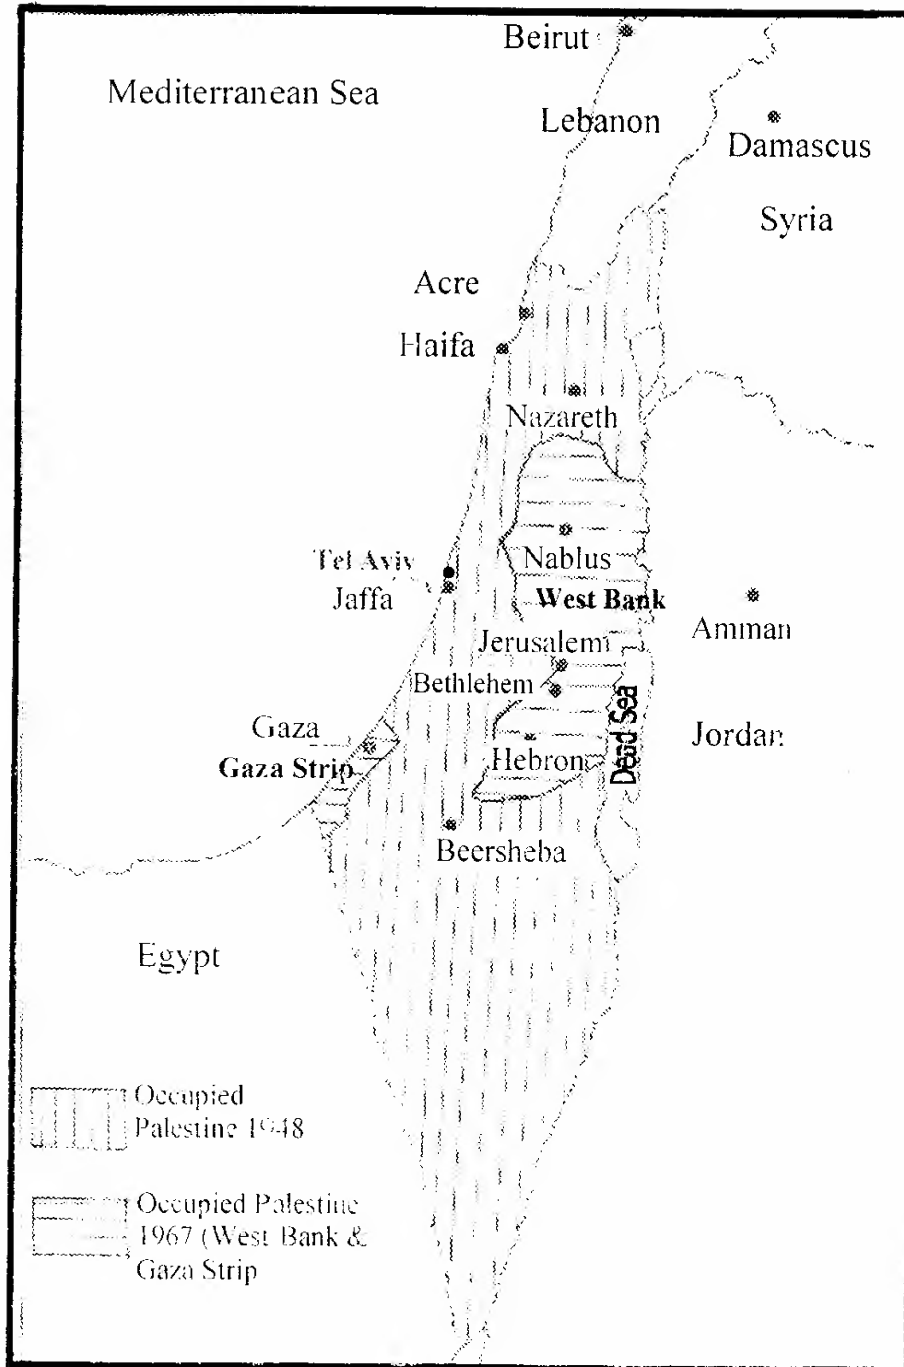 Beirut
Mediterranean Sea
Lebanon
Damascus
Syria
Acre
Haifa
Nazareth
Nablus
Tel Aviv
Jaffa
West Bank
Amman
Jerusalem
Bethlehem
Dead Sea
Gaza
Jordan
Gaza Strip
Hebron
Beersheba
Egypt
Occupied
Palestine 1948
Occupied Palestine
1967 (West Bank &
Gaza Strip